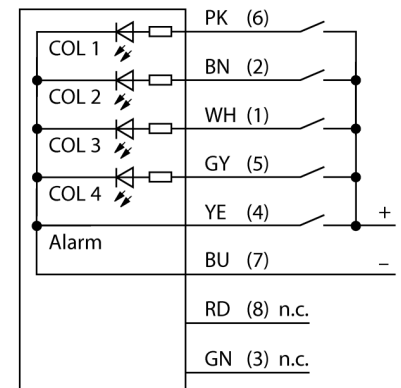 PK (6)
COL 1
BN (2)
COL 2
WH (1)
COL 3
GY (5)
COL 4
YE (4)
+
Alarm
BU (7)
–
RD (8) n.c.
GN (3) n.c.